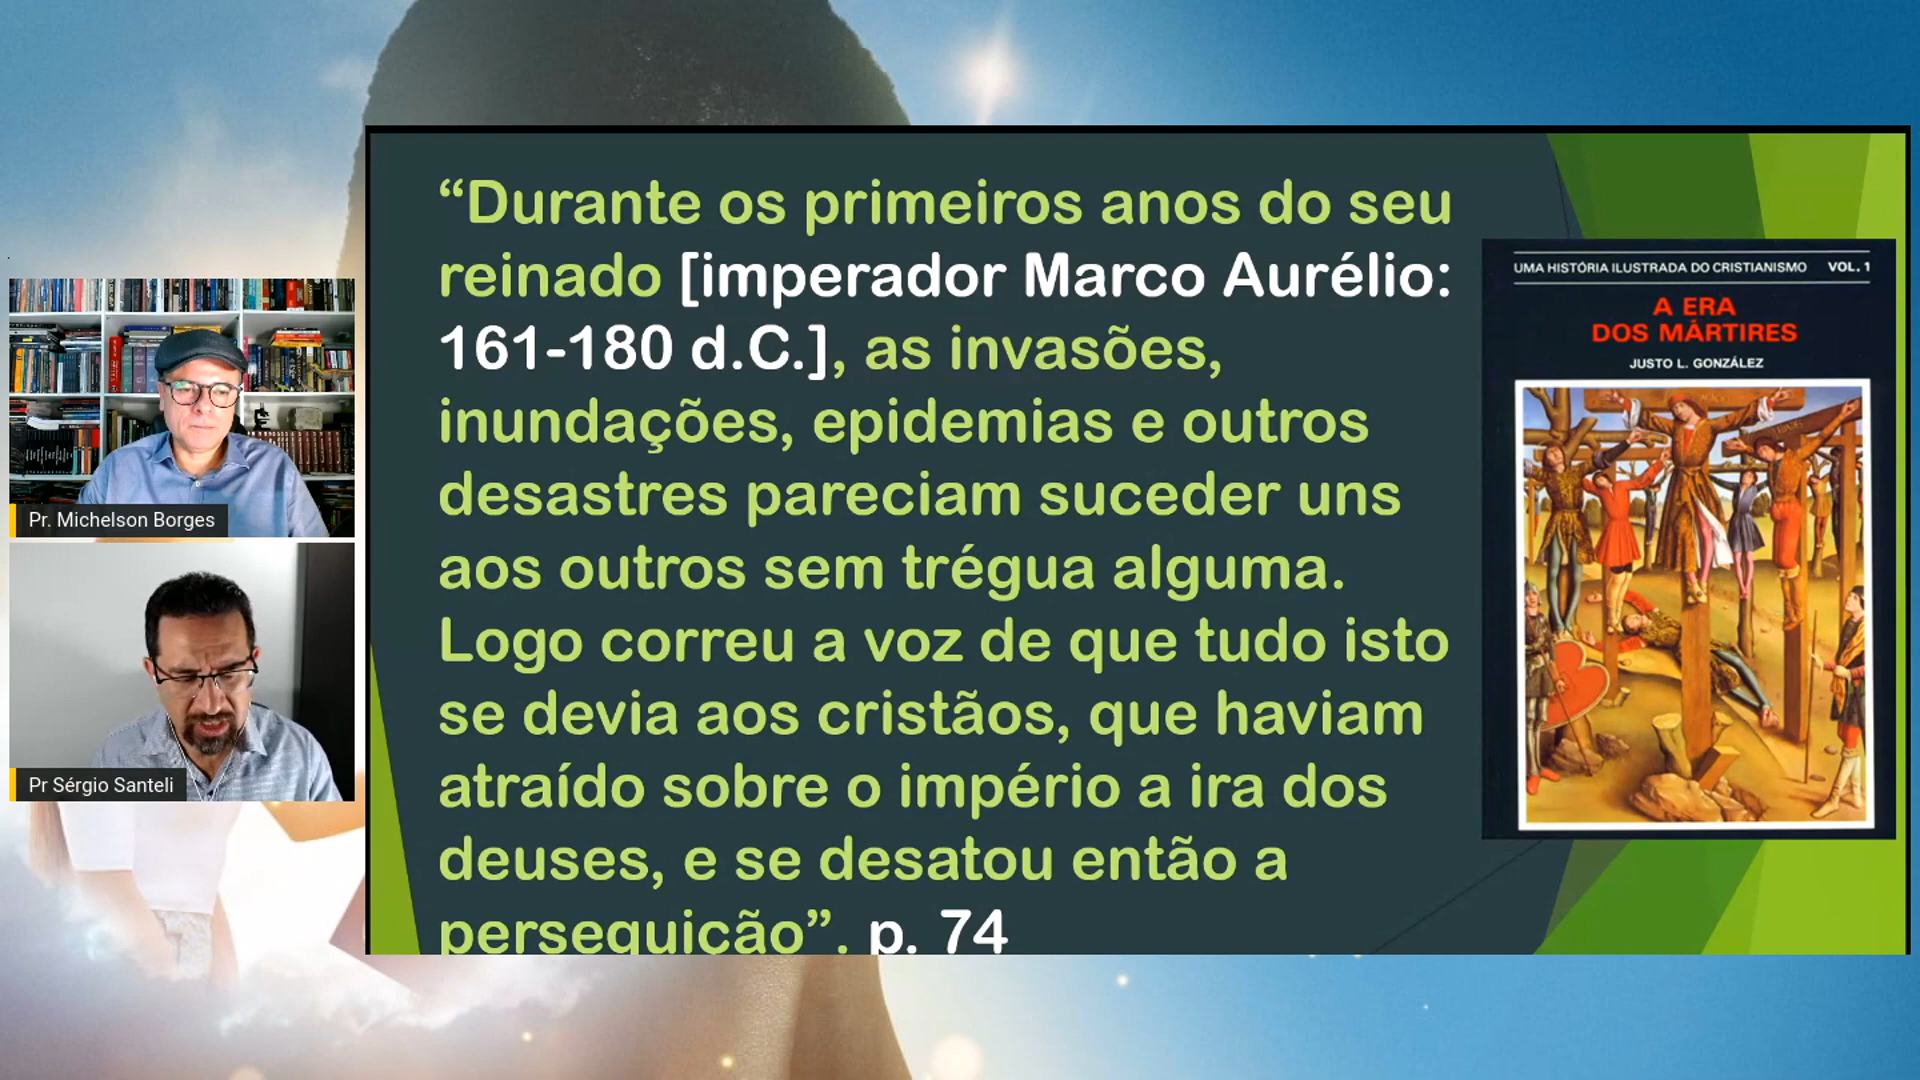 “Durante os primeiros anos do seu
reinado [imperador Marco Aurélio:
161-180 d.C.], as invasões,
inundações, epidemias e outros
desastres pareciam suceder uns
aos outros sem trégua alguma.
Logo correu a voz de que tudo isto
se devia aos cristãos, que haviam
atraído sobre o império a ira dos
deuses, e se desatou então a
perseguição”. p. 74
UMA HISTÓRIA ILUSTRADA DO CRISTIANISMO VOL. 1
A ERA
DOS MÁRTIRES
JUSTO L. GONZÁLEZ
Pr. Michelson Borges
Pr Sérgio Santeli